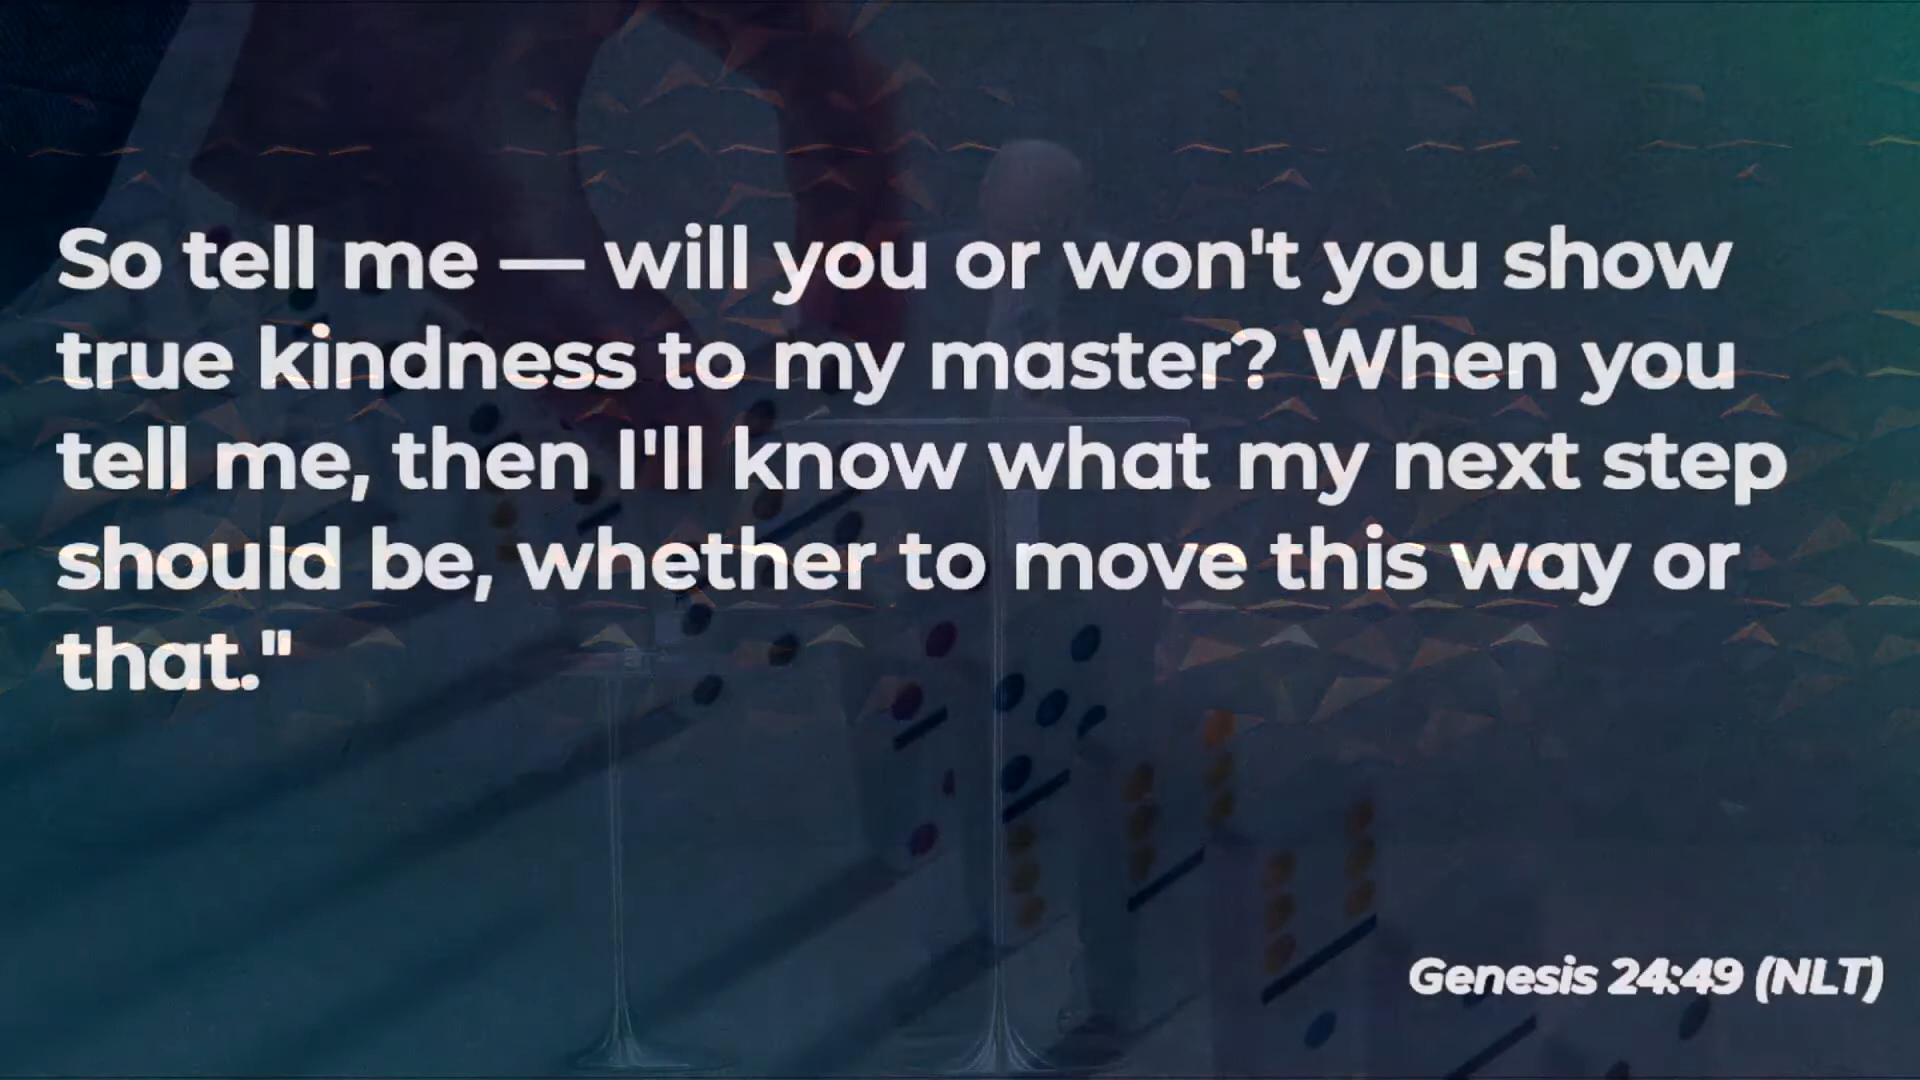 So tell me — will you or won't you show
true kindness to my master? When you
tell me, then I'll know what my next step
should be, whether to move this way or
that."
Genesis 24:49 (NLT)